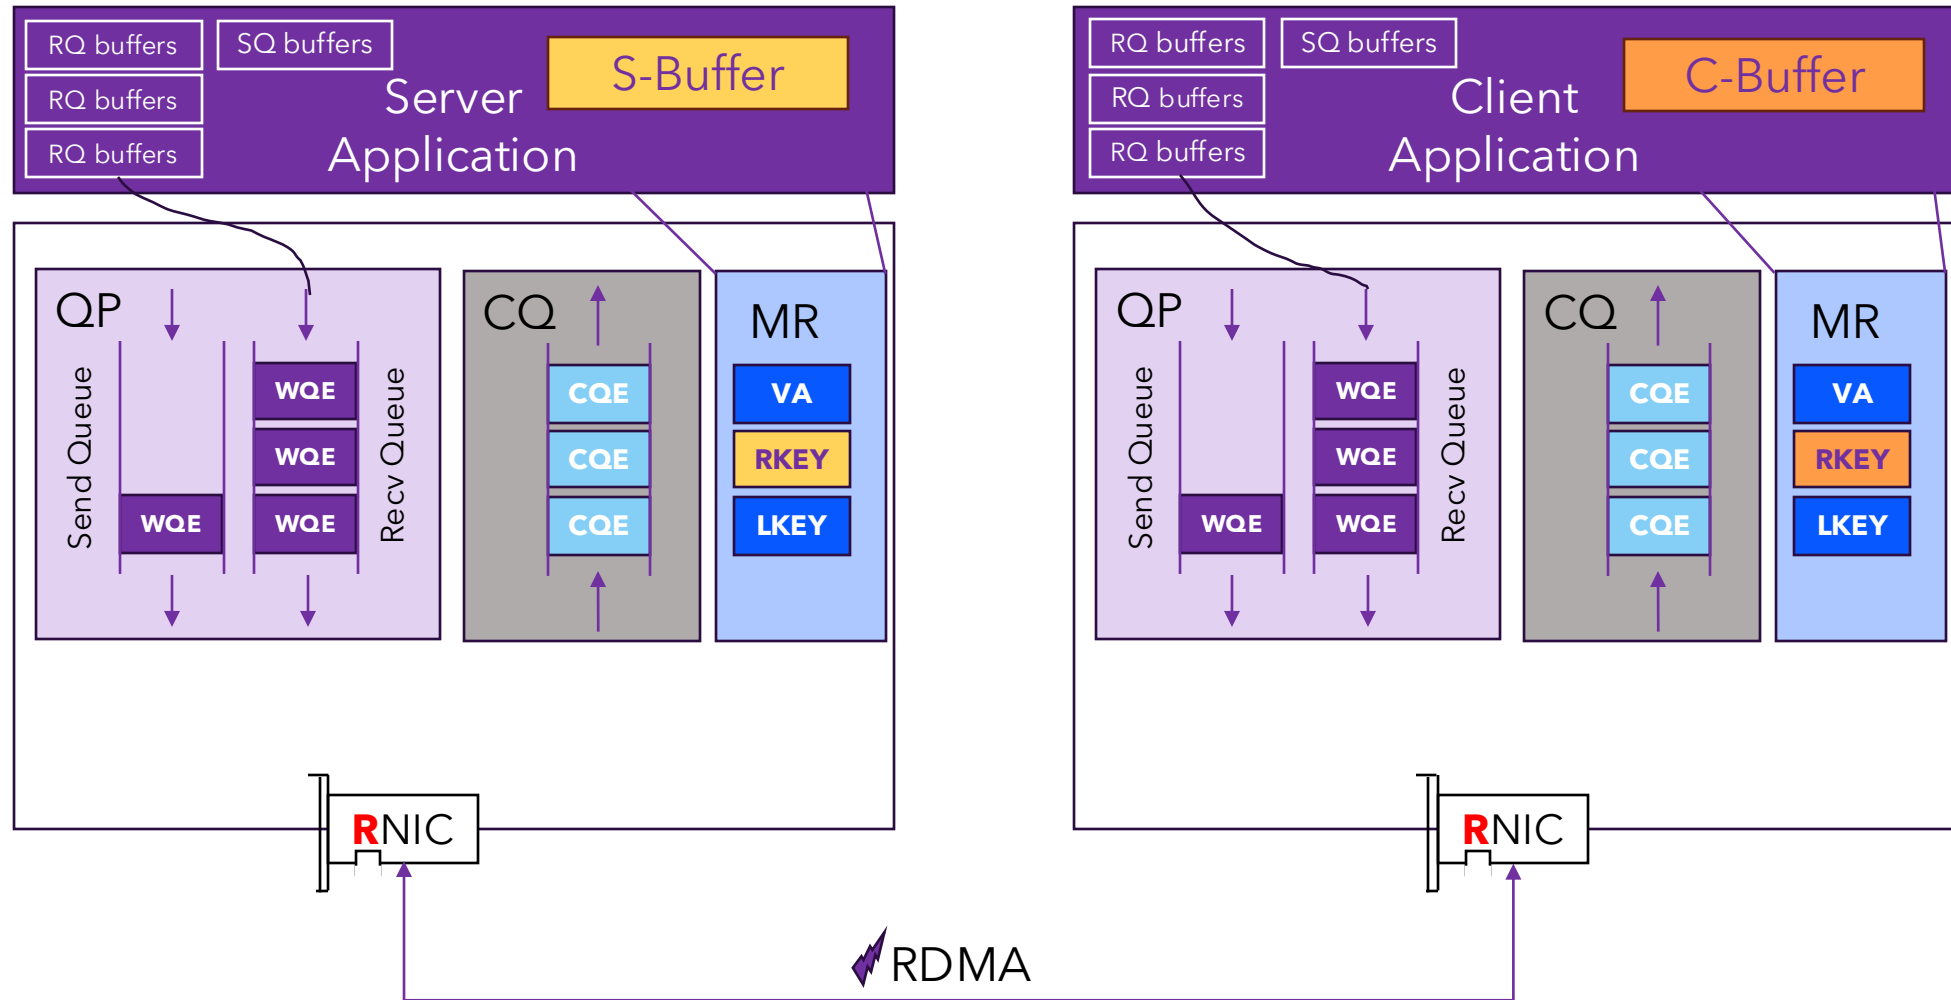 RQ buffers
SQ buffers
S-Buffer
RQ buffers
Server
Application
RQ buffers
QP
CQ
MR
Send Queue
WQE
WQE
WQE
WQE
Recv Queue
CQE
CQE
CQE
VA
RKEY
LKEY
RNIC
RQ buffers
SQ buffers
C-Buffer
RQ buffers
Client
Application
RQ buffers
QP
CQ
MR
Send Queue
WQE
WQE
WQE
WQE
Recv Queue
CQE
CQE
CQE
VA
RKEY
LKEY
RNIC
RDMA